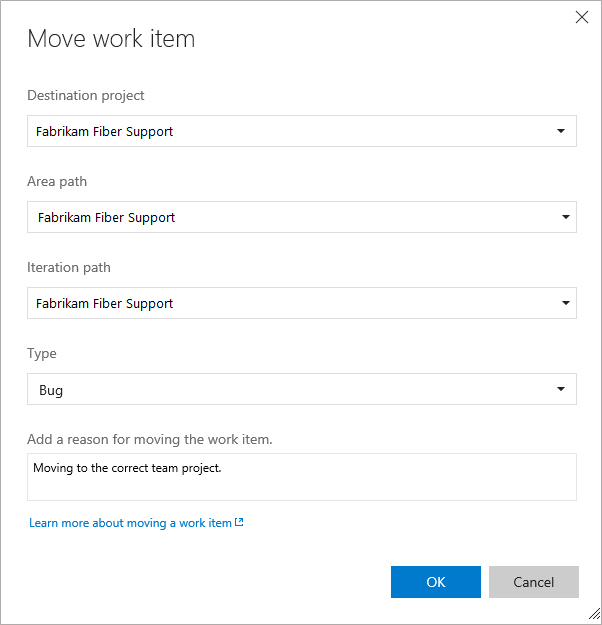 Move work item
Destination project
Fabrikam Fiber Support
Area path
Fabrikam Fiber Support
Iteration path
Fabrikam Fiber Support
Type
Bug
Add a reason for moving the work item.
Moving to the correct team project.
Learn more about moving a work item
OK
Cancel